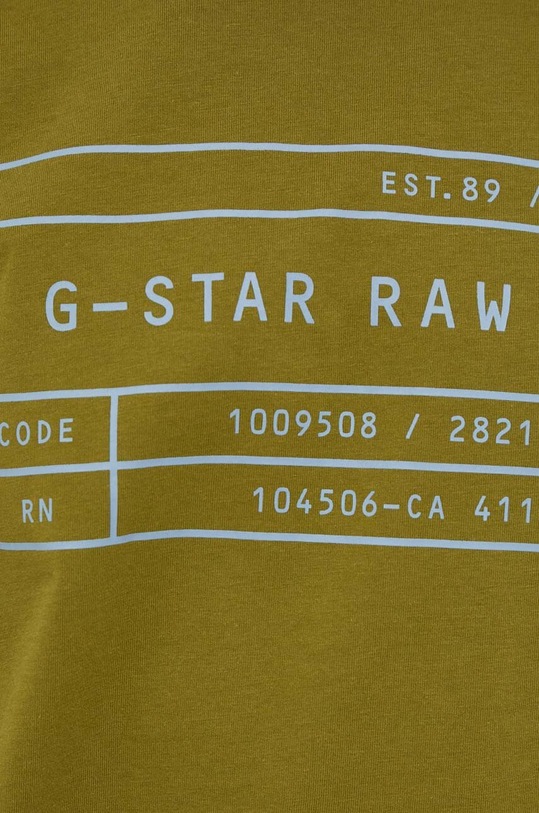 EST.89 /
G-STAR RAW
CODE 1009508 / 2821
RN 104506-CA 411